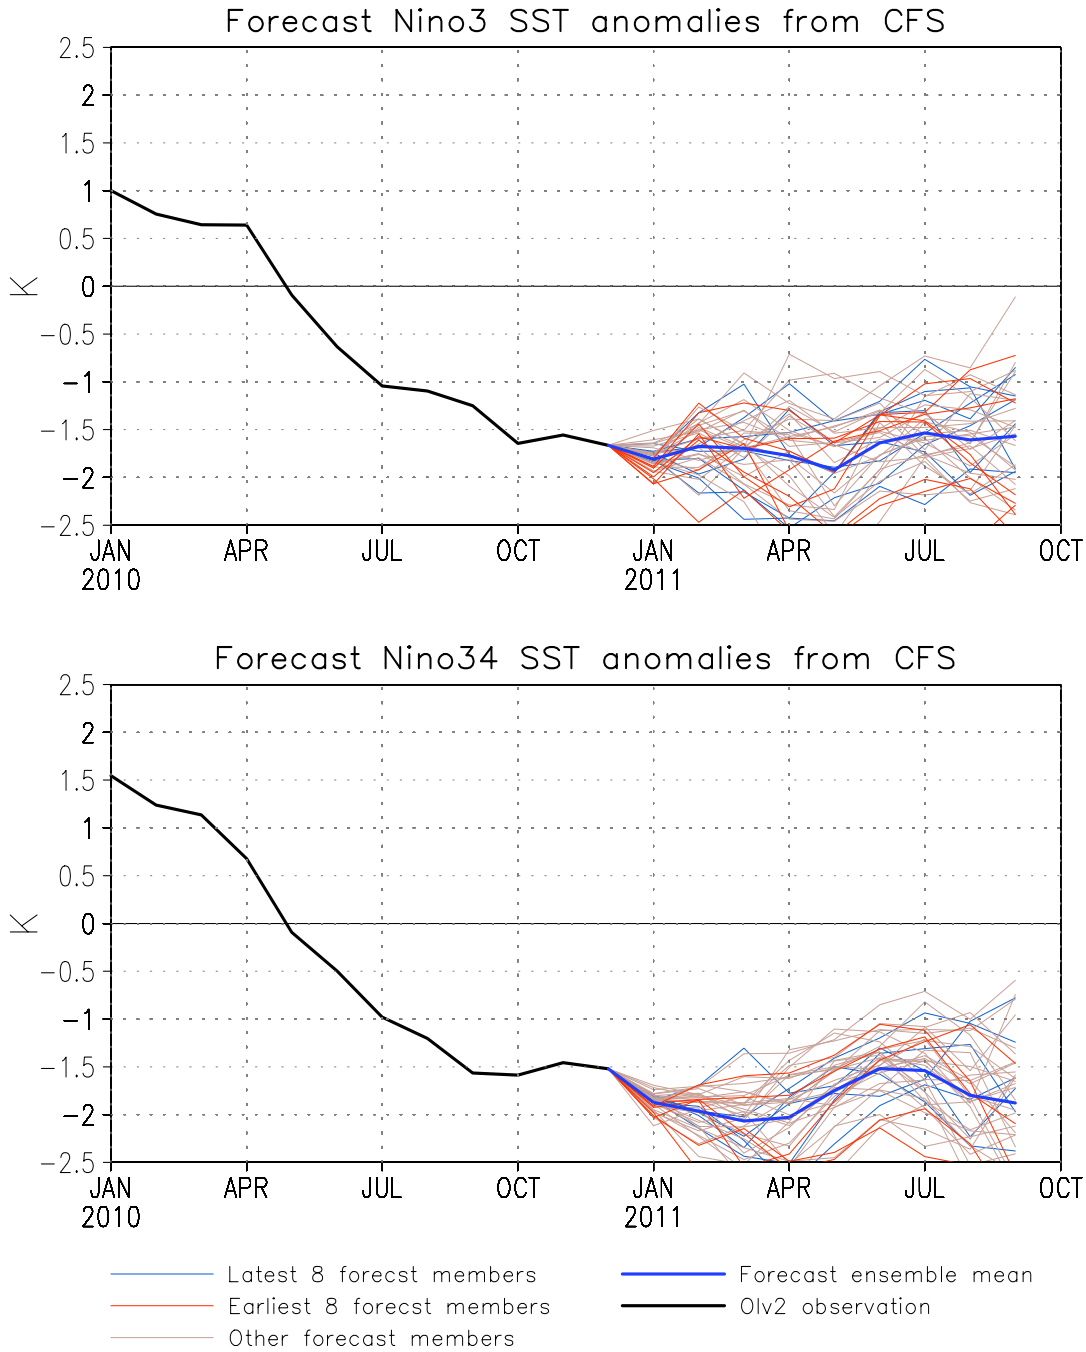 Forecast Nino3 SST anomalies from CFS
2.5
2
1.5
1
0.5
0
-0.5
-1
-1.5
-2
-2.5
K
JAN APR JUL OCT JAN APR JUL OCT
2010 2011
Forecast Nino34 SST anomalies from CFS
2.5
2
1.5
1
0.5
0
-0.5
-1
-1.5
-2
-2.5
K
JAN APR JUL OCT JAN APR JUL OCT
2010 2011
Latest 8 forecst members
Earliest 8 forecst members
Other forecast members
Forecast ensemble mean
OIv2 observation